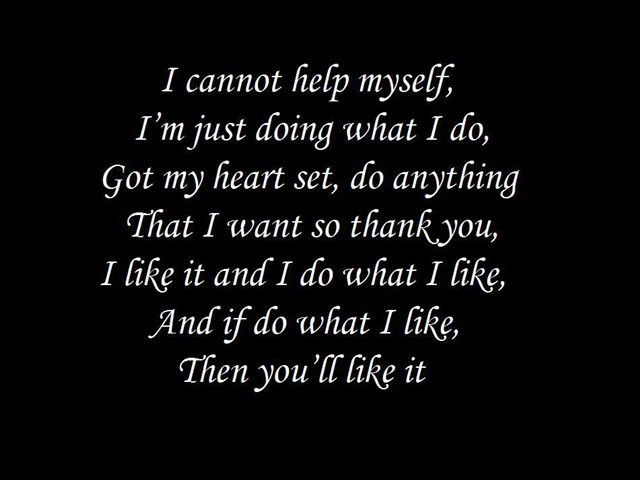 I cannot help myself,
I'm just doing what I do,
Got my heart set, do anything
That I want so thank you,
I like it and I do what I like,
And if do what I like,
Then you'll like it